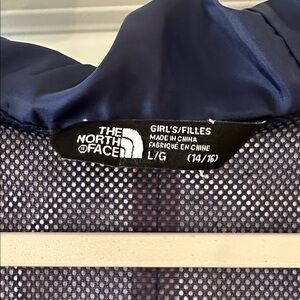 THE
NORTH
FACE
GIRL'S/FILLES
MADE IN CHINA
FABRIQUÉ EN CHINE
L/G (14/16)